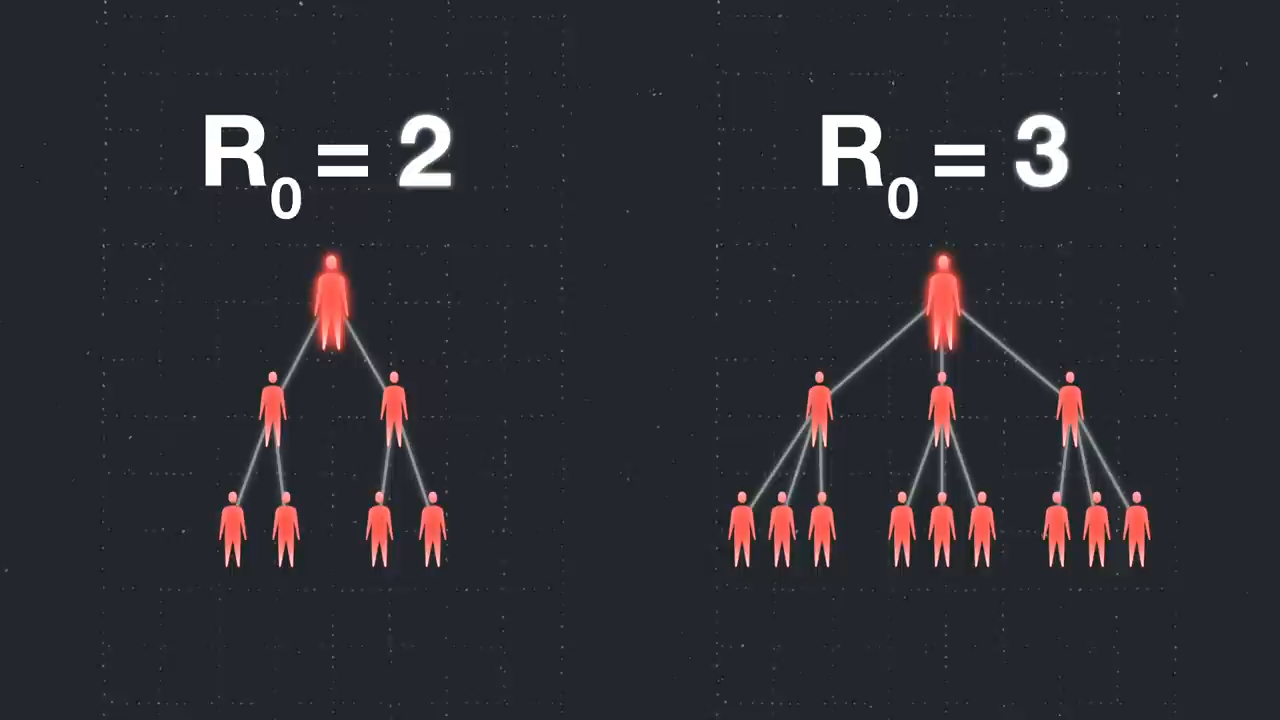 R₀ = 2
R₀ = 3